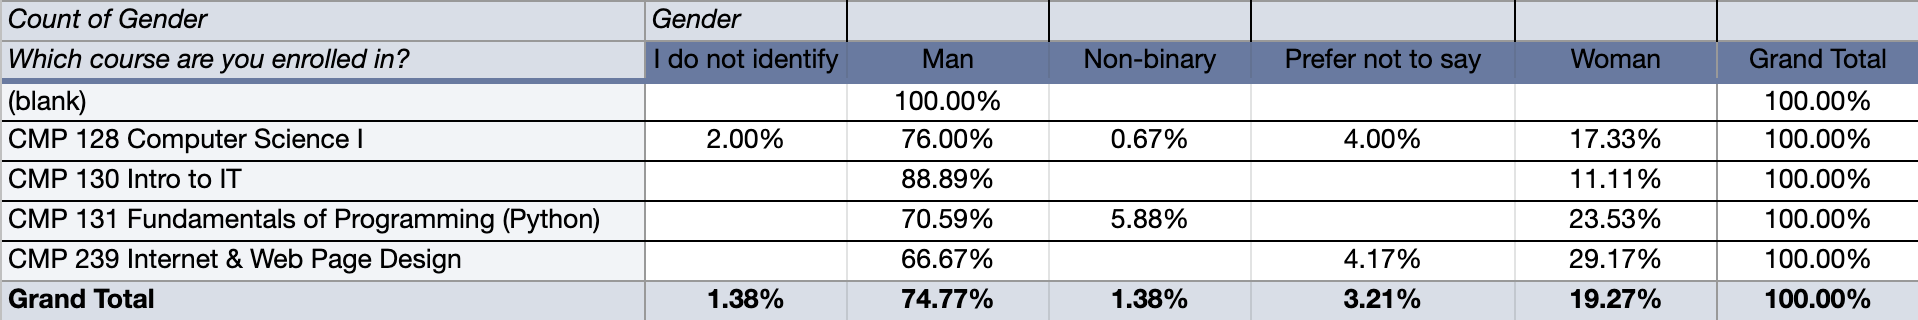 Count of Gender Gender
Which course are you enrolled in? I do not identify Man Non-binary Prefer not to say Woman Grand Total
(blank) 100.00% 100.00%
CMP 128 Computer Science I 2.00% 76.00% 0.67% 4.00% 17.33% 100.00%
CMP 130 Intro to IT 88.89% 11.11% 100.00%
CMP 131 Fundamentals of Programming (Python) 70.59% 5.88% 23.53% 100.00%
CMP 239 Internet & Web Page Design 66.67% 4.17% 29.17% 100.00%
Grand Total 1.38% 74.77% 1.38% 3.21% 19.27% 100.00%